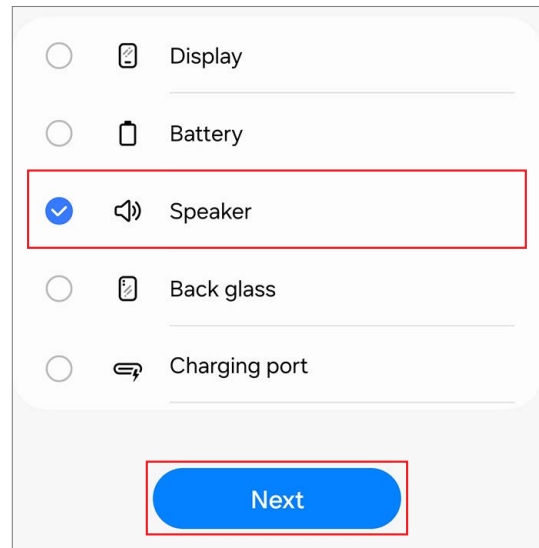 Display
Battery
Speaker
Back glass
Charging port
Next